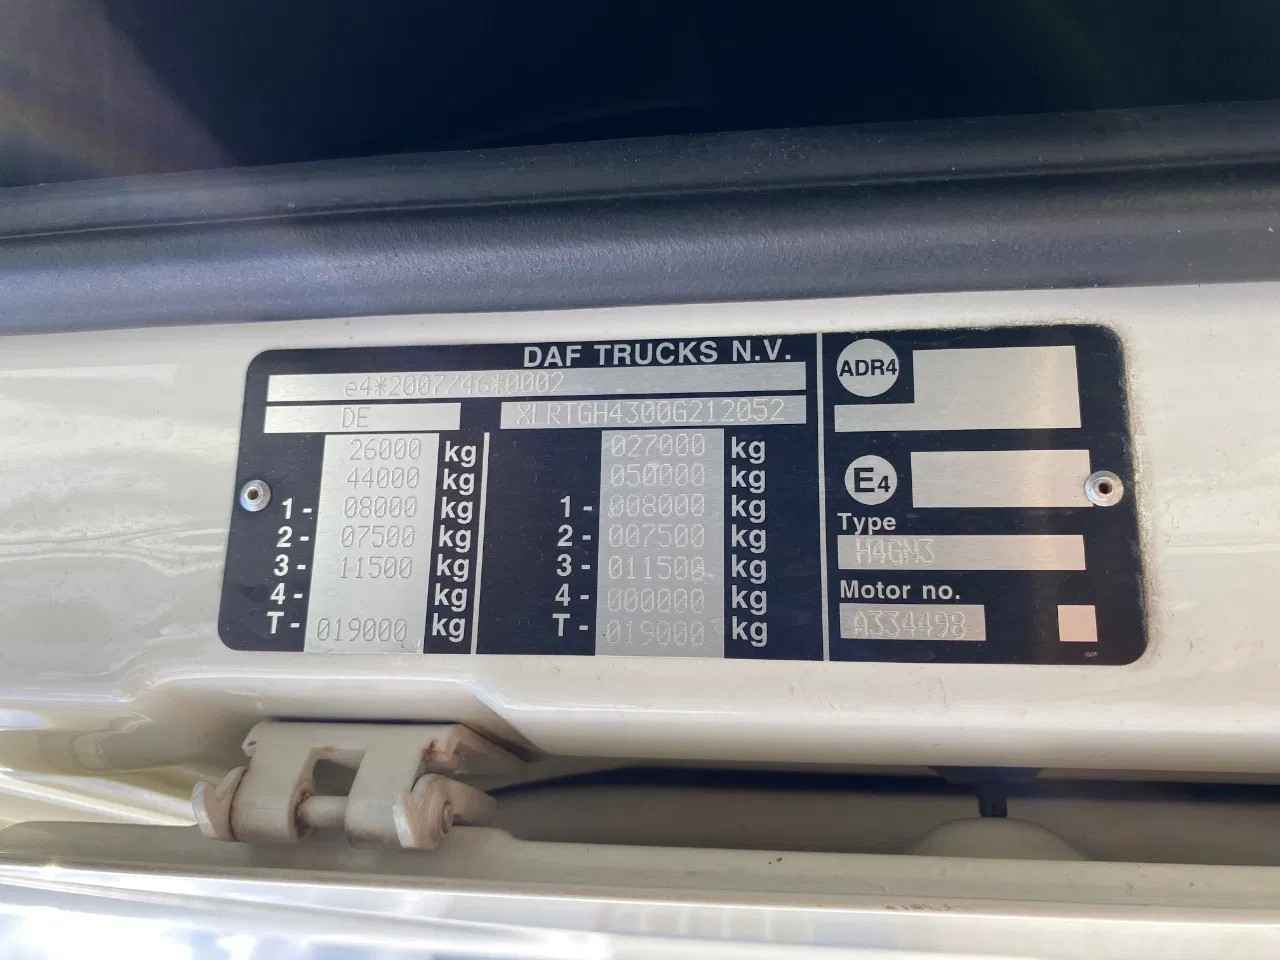 DAF TRUCKS N.V.
e4*2007/46*0002
DE XLRTGH4300G212052
26000 kg 027000 kg
44000 kg 050000 kg
1- 08000 kg 1- 008000 kg
2- 07500 kg 2- 007500 kg
3- 11500 kg 3- 011500 kg
4- kg 4- 000000 kg
T- 019000 kg T- 019000 kg
ADR4
E4
Type
H4GN3
Motor no.
A334498